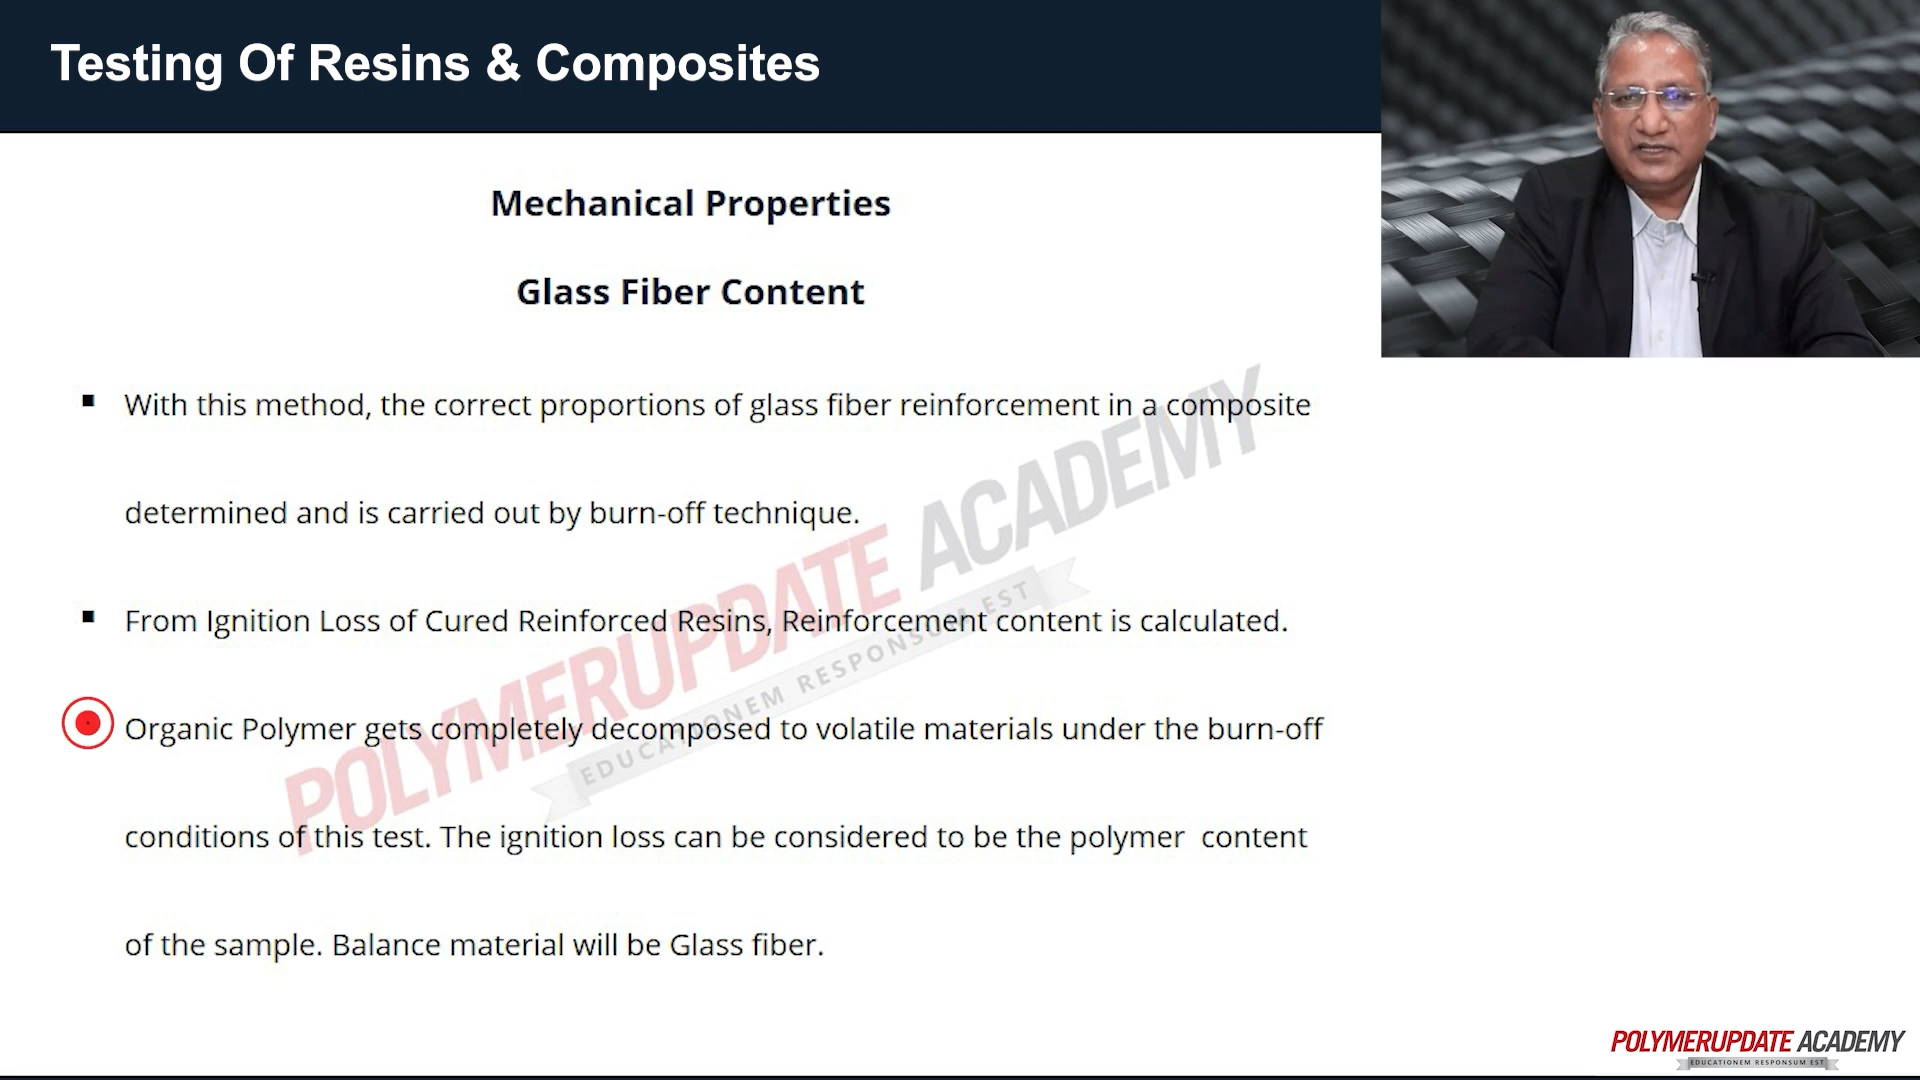 Testing Of Resins & Composites
Mechanical Properties
Glass Fiber Content
With this method, the correct proportions of glass fiber reinforcement in a composite
determined and is carried out by burn-off technique.
From Ignition Loss of Cured Reinforced Resins, Reinforcement content is calculated.
Organic Polymer gets completely decomposed to volatile materials under the burn-off
conditions of this test. The ignition loss can be considered to be the polymer content
of the sample. Balance material will be Glass fiber.
POLYMERUPDATE ACADEMY
EDUCATIONEM RESPONSUM EST
POLYMERUPDATE ACADEMY
EDUCATIONEM RESPONSUM EST